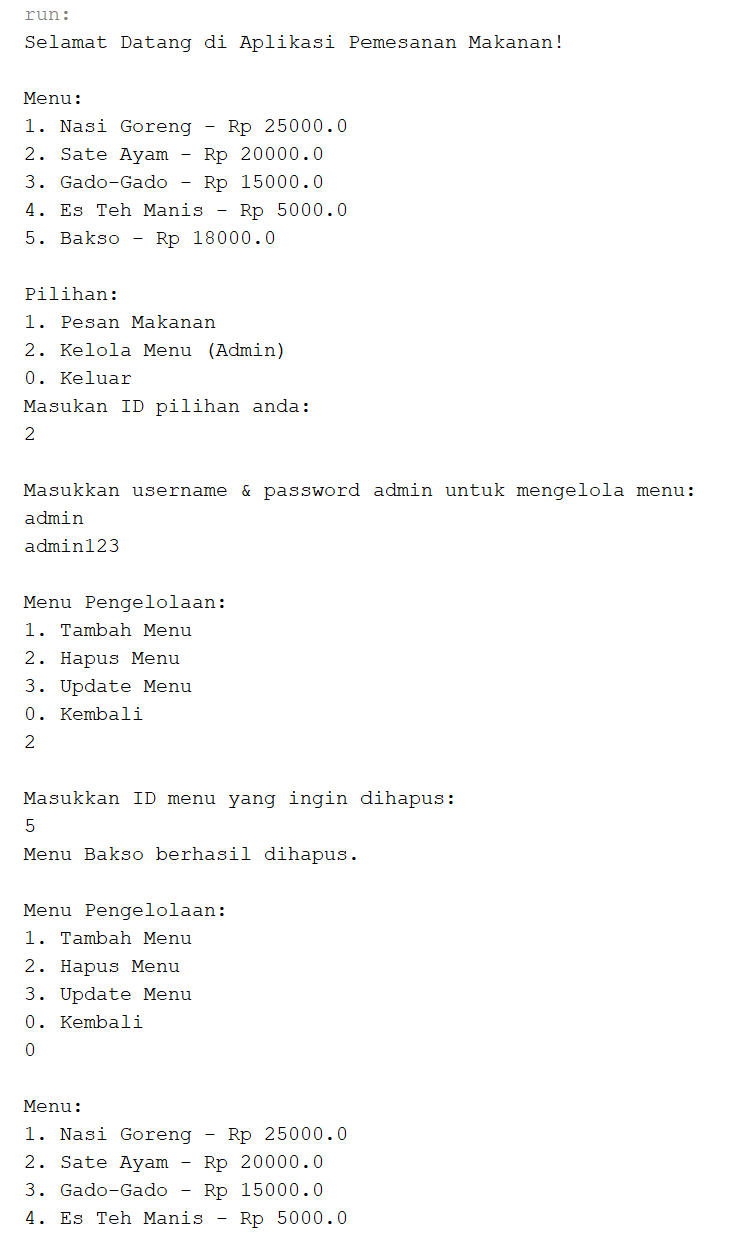 run:
Selamat Datang di Aplikasi Pemesanan Makanan!
Menu:
1. Nasi Goreng - Rp 25000.0
2. Sate Ayam - Rp 20000.0
3. Gado-Gado - Rp 15000.0
4. Es Teh Manis - Rp 5000.0
5. Bakso - Rp 18000.0
Pilihan:
1. Pesan Makanan
2. Kelola Menu (Admin)
0. Keluar
Masukan ID pilihan anda:
2
Masukkan username & password admin untuk mengelola menu:
admin
admin123
Menu Pengelolaan:
1. Tambah Menu
2. Hapus Menu
3. Update Menu
0. Kembali
2
Masukkan ID menu yang ingin dihapus:
5
Menu Bakso berhasil dihapus.
Menu Pengelolaan:
1. Tambah Menu
2. Hapus Menu
3. Update Menu
0. Kembali
0
Menu:
1. Nasi Goreng - Rp 25000.0
2. Sate Ayam - Rp 20000.0
3. Gado-Gado - Rp 15000.0
4. Es Teh Manis - Rp 5000.0